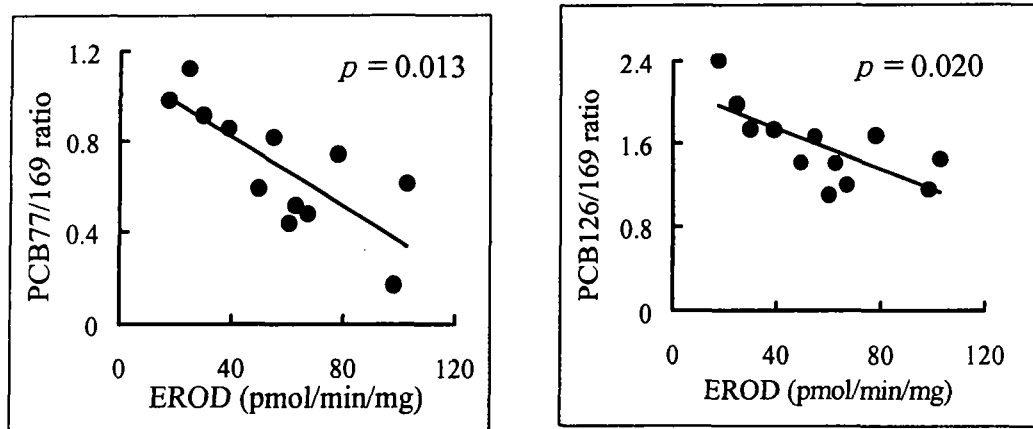 1.2
0.8
0.4
0
PCB77/169 ratio
p = 0.013
0 40 80 120
EROD (pmol/min/mg)
2.4
1.6
0.8
0
PCB126/169 ratio
p = 0.020
0 40 80 120
EROD (pmol/min/mg)